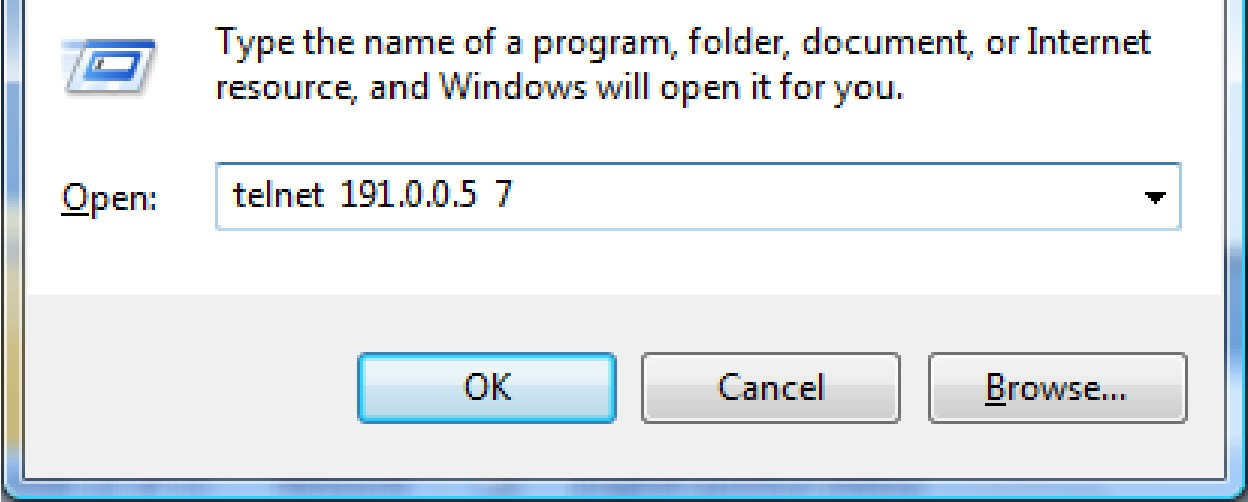 Type the name of a program, folder, document, or Internet
resource, and Windows will open it for you.
Open: telnet 191.0.0.5 7
OK Cancel Browse...